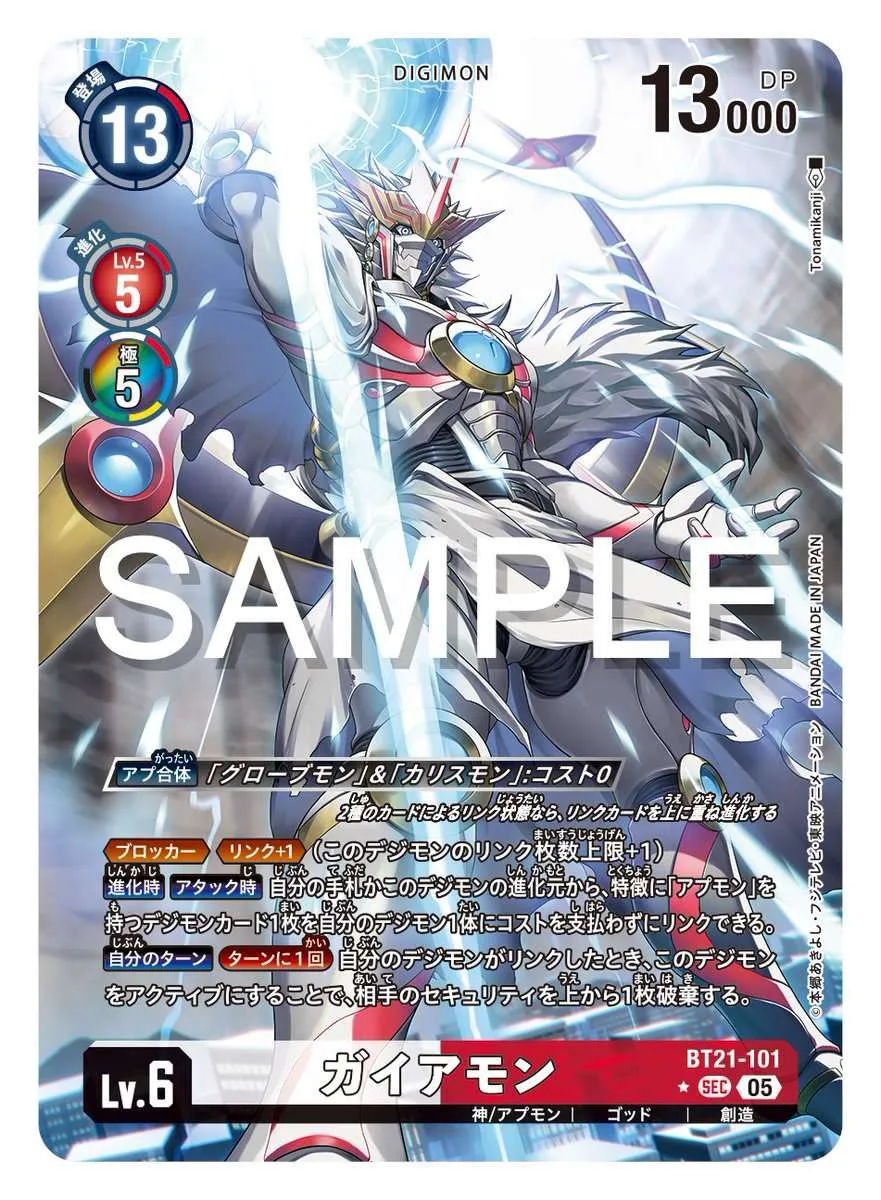 登場
13
DIGIMON
13000
DP
進化
Lv.5
5
極
5
Tonamikanji
SAMPLE
アプ合体 「グローブモン」&「カリスモン」:コスト0
2種のカードによるリンク状態なら、リンクカードを上に重ね進化する
ブロッカー リンク+1 (このデジモンのリンク枚数上限+1)
進化時 アタック時 自分の手札かこのデジモンの進化元から、特徴に「アプモン」を
持つデジモンカード1枚を自分のデジモン1体にコストを支払わずにリンクできる。
自分のターン ターンに1回 自分のデジモンがリンクしたとき、このデジモン
をアクティブにすることで、相手のセキュリティを上から1枚破棄する。
©本郷あきよし・フジテレビ・東映アニメーション BANDAI MADE IN JAPAN
Lv.6
ガイアモン
BT21-101
SEC 05
神/アプモン | ゴッド | 創造